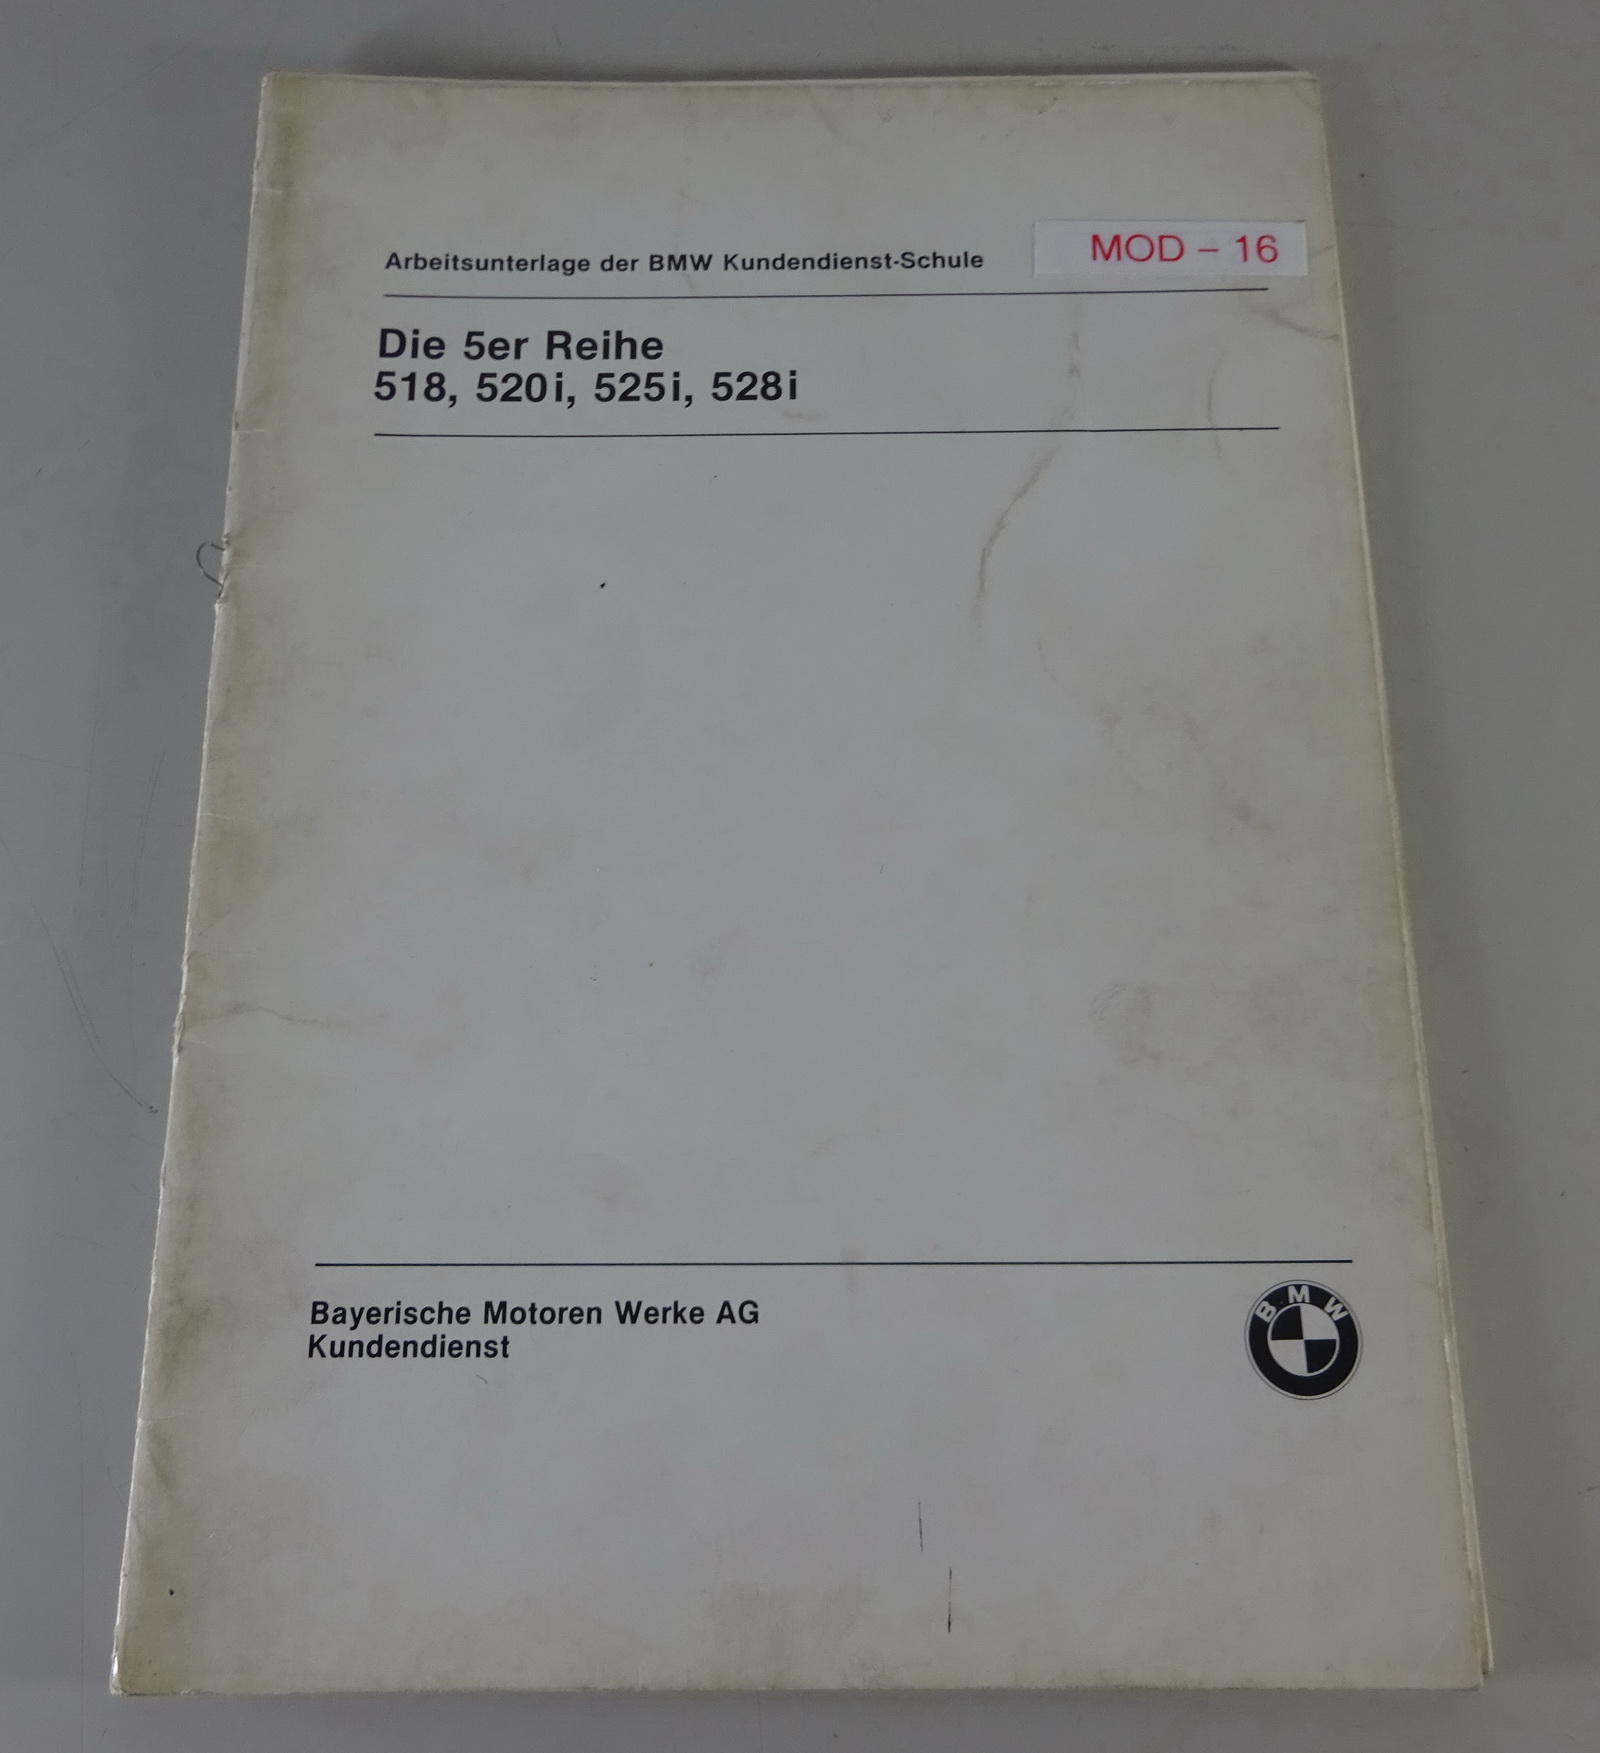 Arbeitsunterlage der BMW Kundendienst-Schule
MOD – 16
Die 5er Reihe
518, 520i, 525i, 528i
Bayerische Motoren Werke AG
Kundendienst
BMW